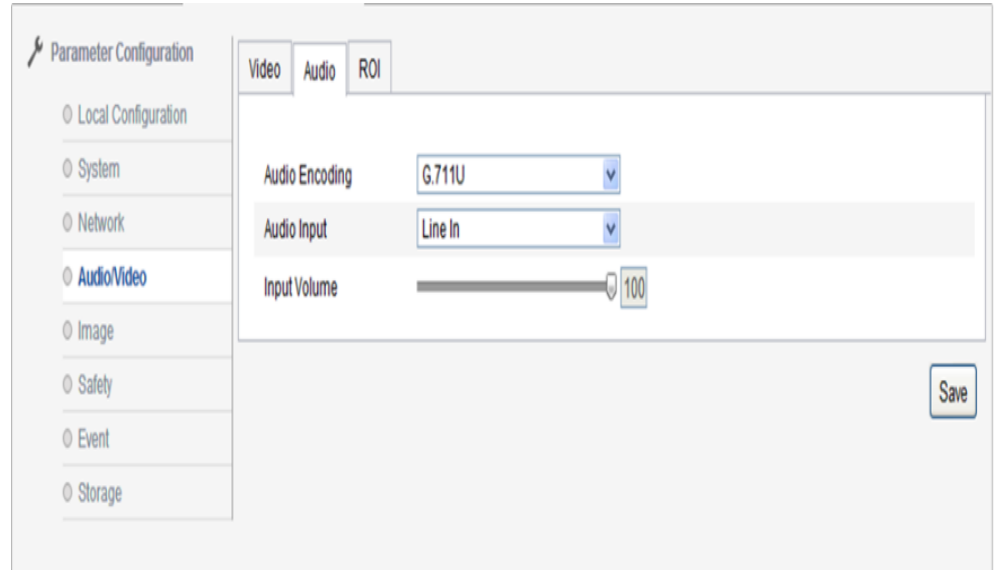 Parameter Configuration
Local Configuration
System
Network
Audio/Video
Image
Safety
Event
Storage
Video Audio ROI
Audio Encoding G.711U
Audio Input Line In
Input Volume 100
Save